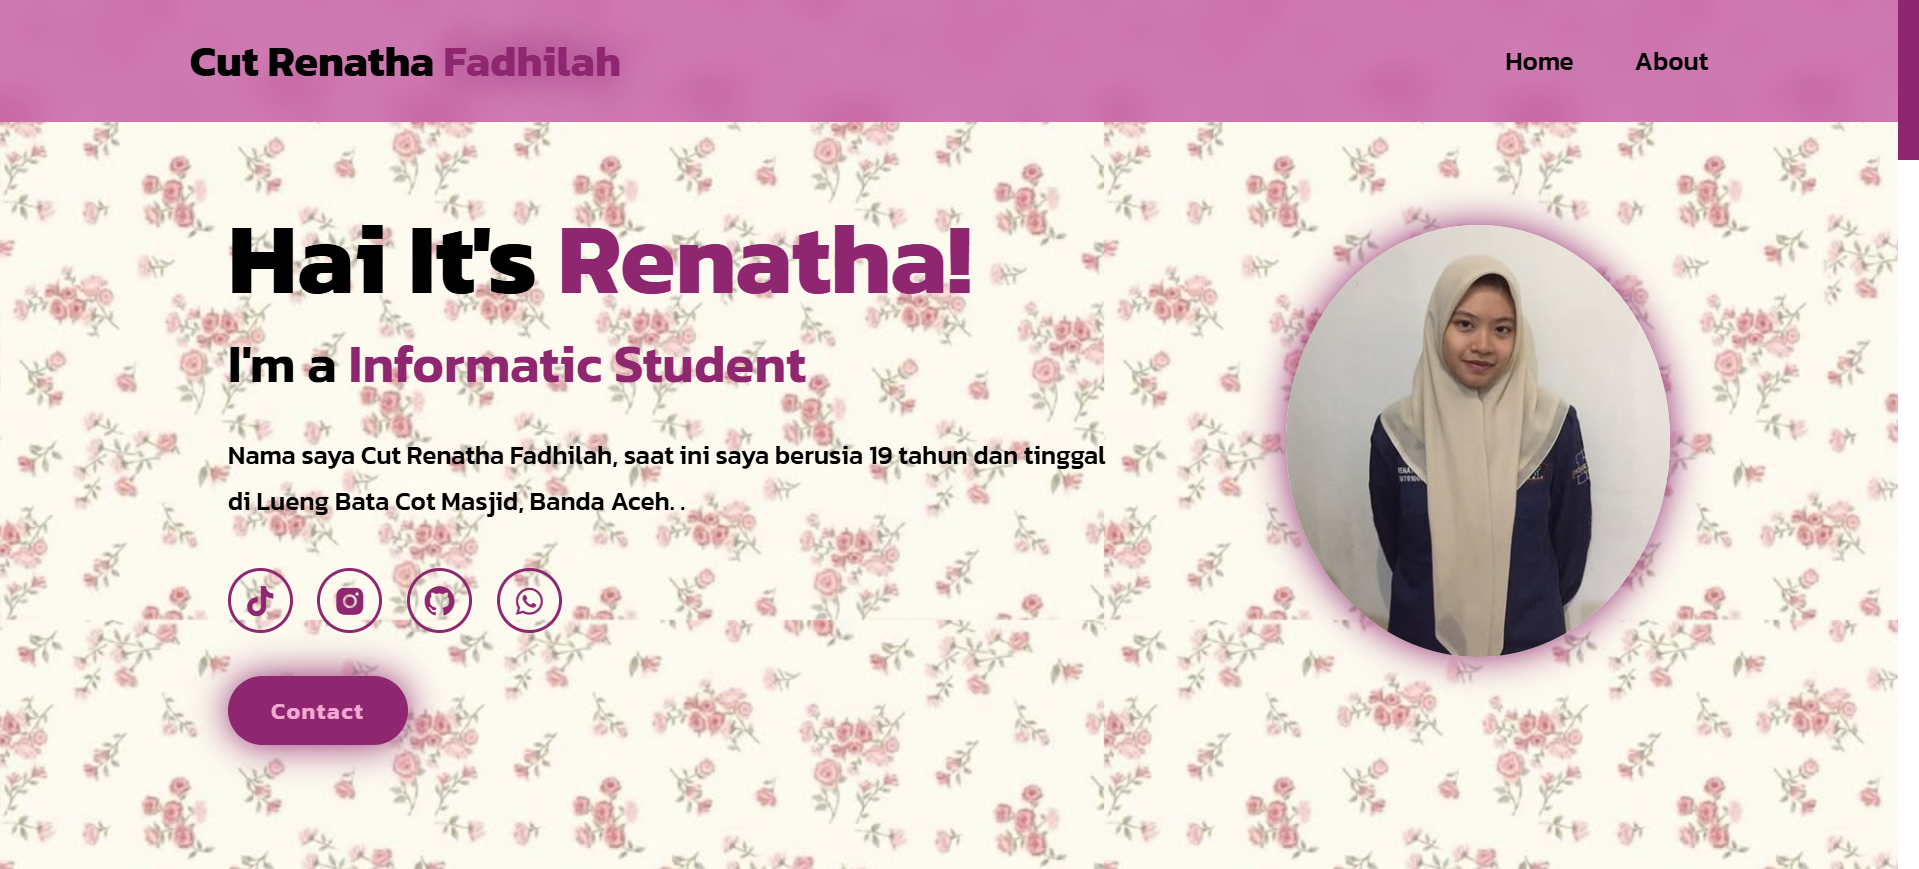 Cut Renatha Fadhilah
Home
About
Hai It's Renatha!
I'm a Informatic Student
Nama saya Cut Renatha Fadhilah, saat ini saya berusia 19 tahun dan tinggal
di Lueng Bata Cot Masjid, Banda Aceh. .
Contact